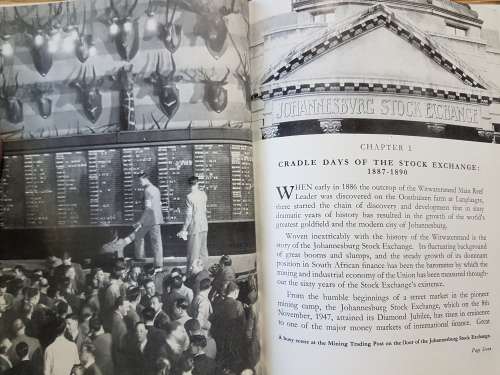 JOHANNESBURG STOCK EXCHANGE
CHAPTER 1
CRADLE DAYS OF THE STOCK EXCHANGE:
1887-1890
WHEN early in 1886 the outcrop of the Witwatersrand Main Reef
Leader was discovered on the Oosthuizen farm at Langlaagte,
there started the chain of discovery and development that in sixty
dramatic years of history has resulted in the growth of the world's
greatest goldfield and the modern city of Johannesburg.
Woven inextricably with the history of the Witwatersrand is the
story of the Johannesburg Stock Exchange. Its fluctuating background
of great booms and slumps, and the steady growth of its dominant
position in South African finance has been the barometer by which the
mining and industrial economy of the Union has been measured through-
out the sixty years of the Stock Exchange's existence.
From the humble beginnings of a street market in the pioneer
mining camp, the Johannesburg Stock Exchange, which on the 8th
November, 1947, attained its Diamond Jubilee, has risen in eminence
to one of the major money markets of international finance. Great
A busy scene at the Mining Trading Post on the floor of the Johannesburg Stock Exchange.
Page Seven